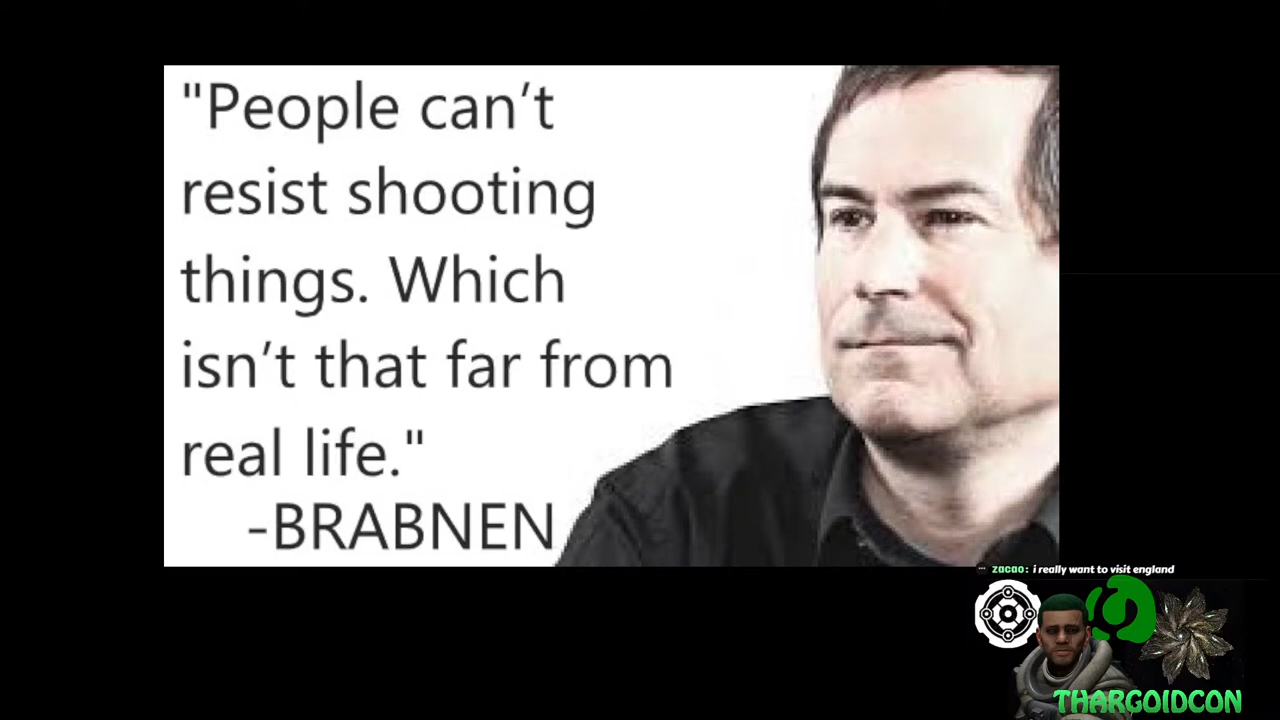 "People can’t
resist shooting
things. Which
isn’t that far from
real life."
-BRABNEN
zacao: i really want to visit england
THARGOIDCON